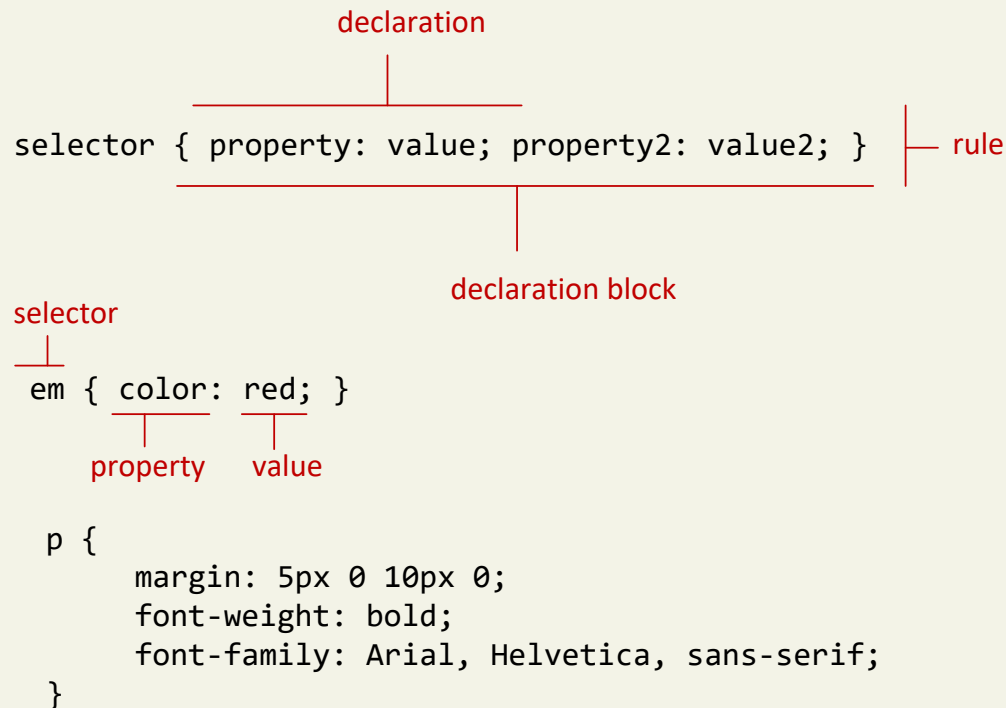 declaration
selector { property: value; property2: value2; }
rule
declaration block
selector
em { color: red; }
property value
p {
margin: 5px 0 10px 0;
font-weight: bold;
font-family: Arial, Helvetica, sans-serif;
}